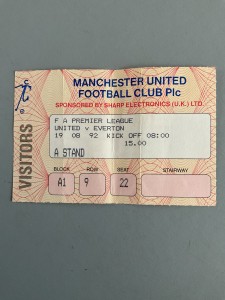 MANCHESTER UNITED
FOOTBALL CLUB Plc
SPONSORED BY SHARP ELECTRONICS (U.K.) LTD.
VISITORS
F A PREMIER LEAGUE
UNITED v EVERTON
19 08 92 KICK OFF 08:00
15.00
A STAND
BLOCK ROW SEAT STAIRWAY
A1 9 22